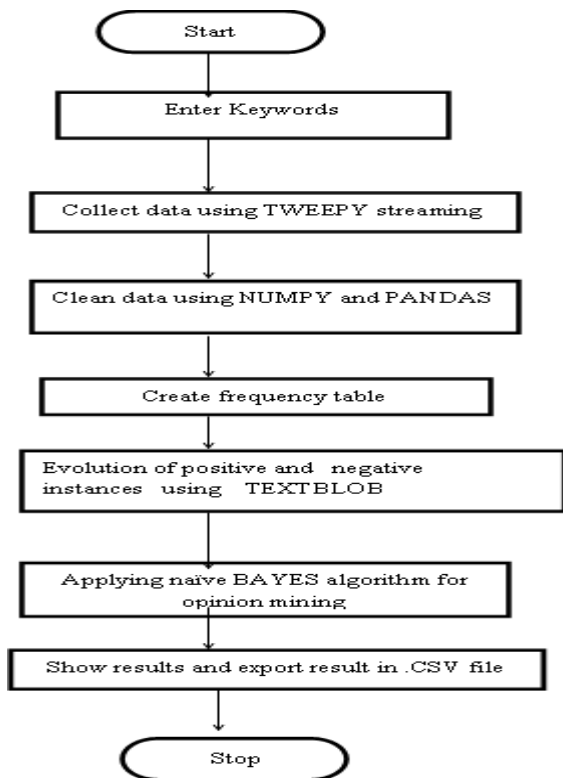 Start
Enter Keywords
Collect data using TWEEPY streaming
Clean data using NUMPY and PANDAS
Create frequency table
Evolution of positive and negative
instances using TEXTBLOB
Applying naïve BAYES algorithm for
opinion mining
Show results and export result in .CSV file
Stop